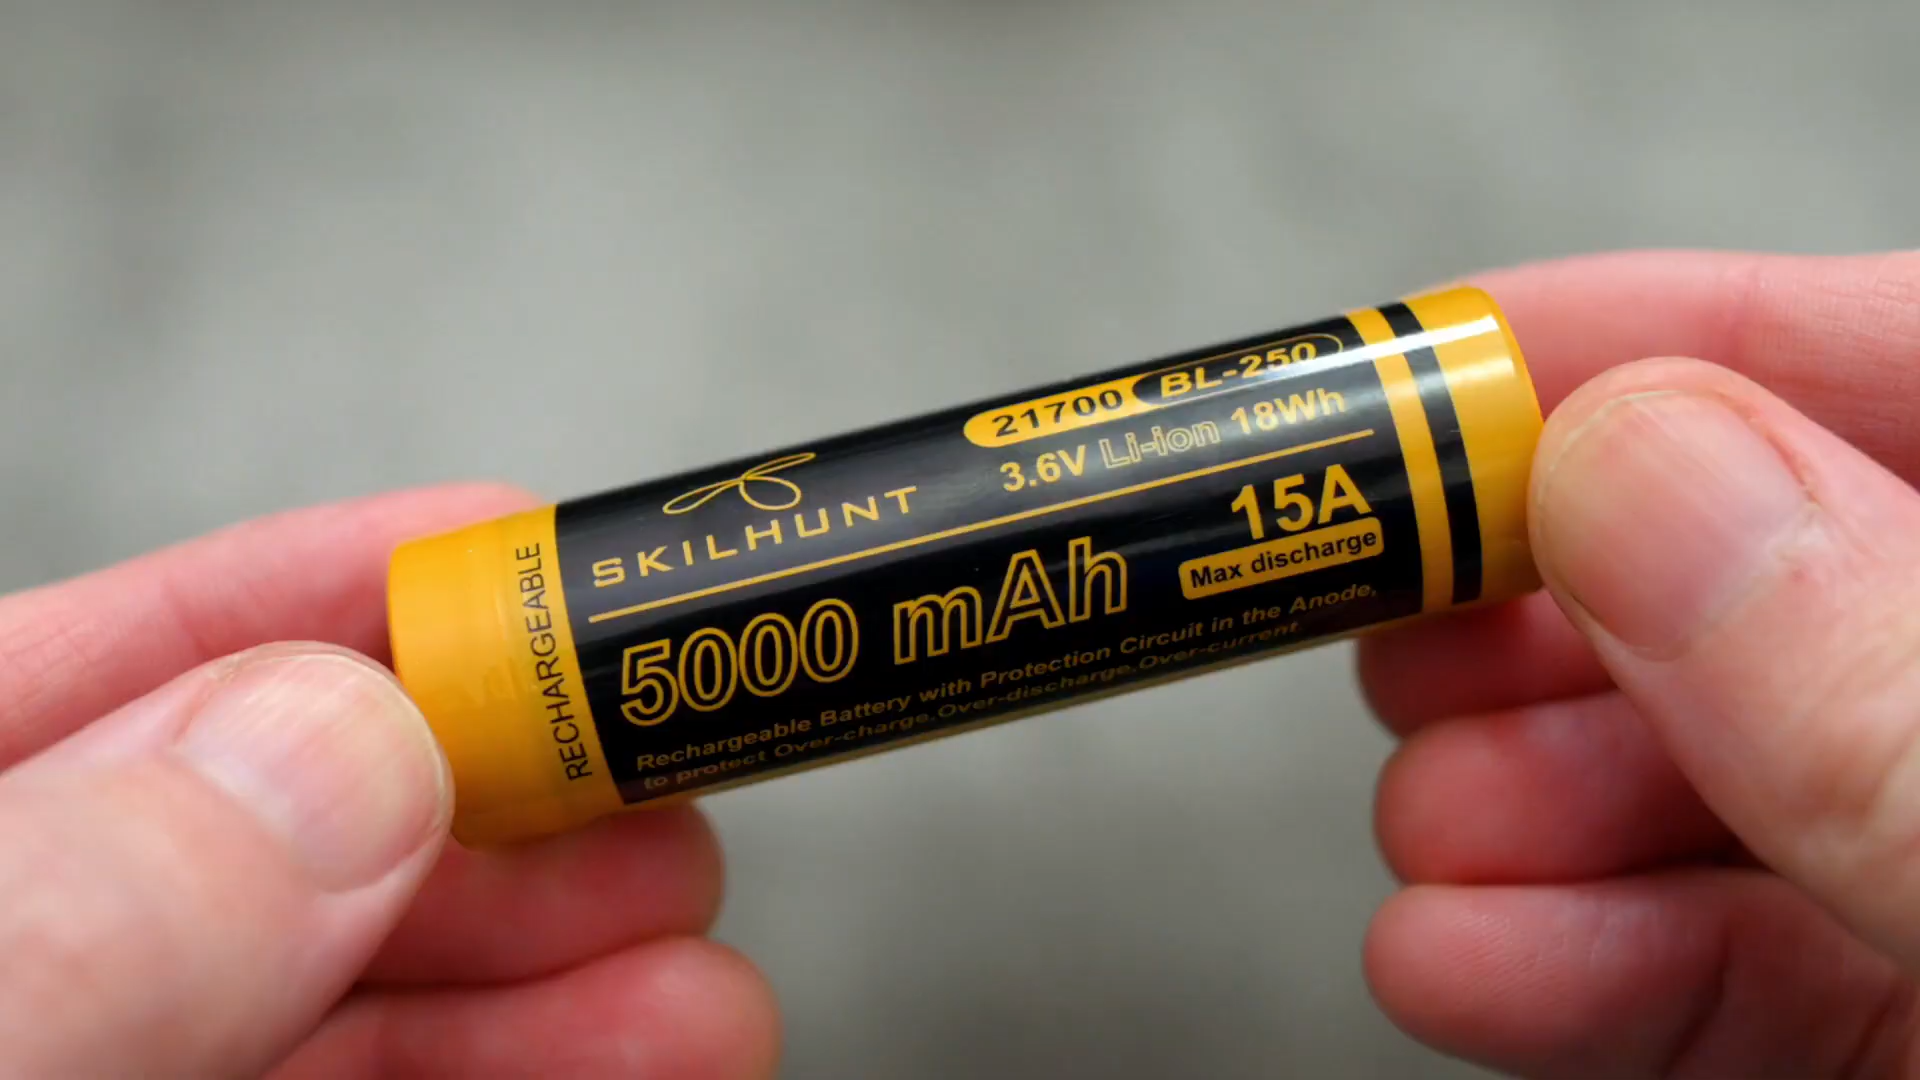 RECHARGEABLE
SKILHUNT
21700 BL-250
3.6V Li-ion 18Wh
5000 mAh
15A
Max discharge
Rechargeable Battery with Protection Circuit in the Anode,
to protect Over-charge,Over-discharge,Over-current.